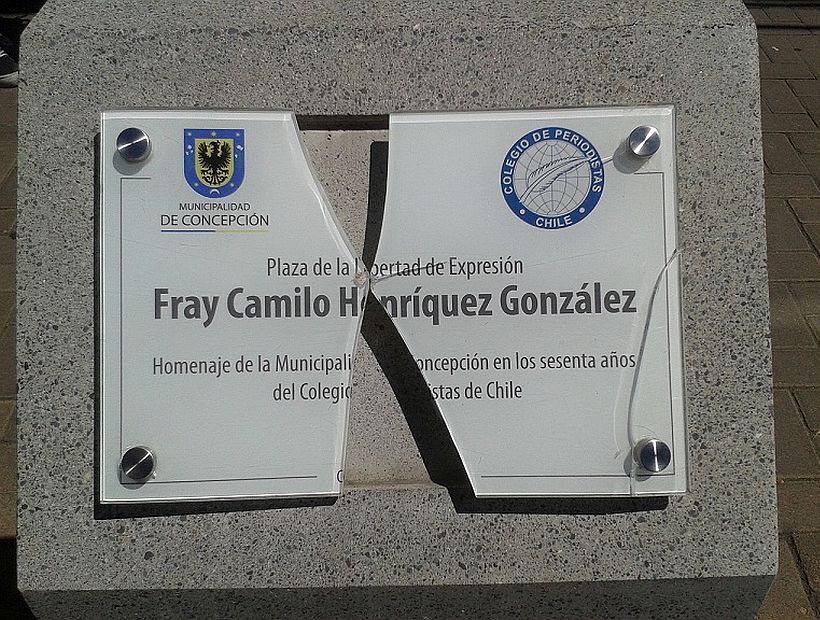 MUNICIPALIDAD
DE CONCEPCIÓN
COLEGIO DE PERIODISTAS
CHILE
Plaza de la Libertad de Expresión
Fray Camilo Henríquez González
Homenaje de la Municipali oncepción en los sesenta años
del Colegio istas de Chile